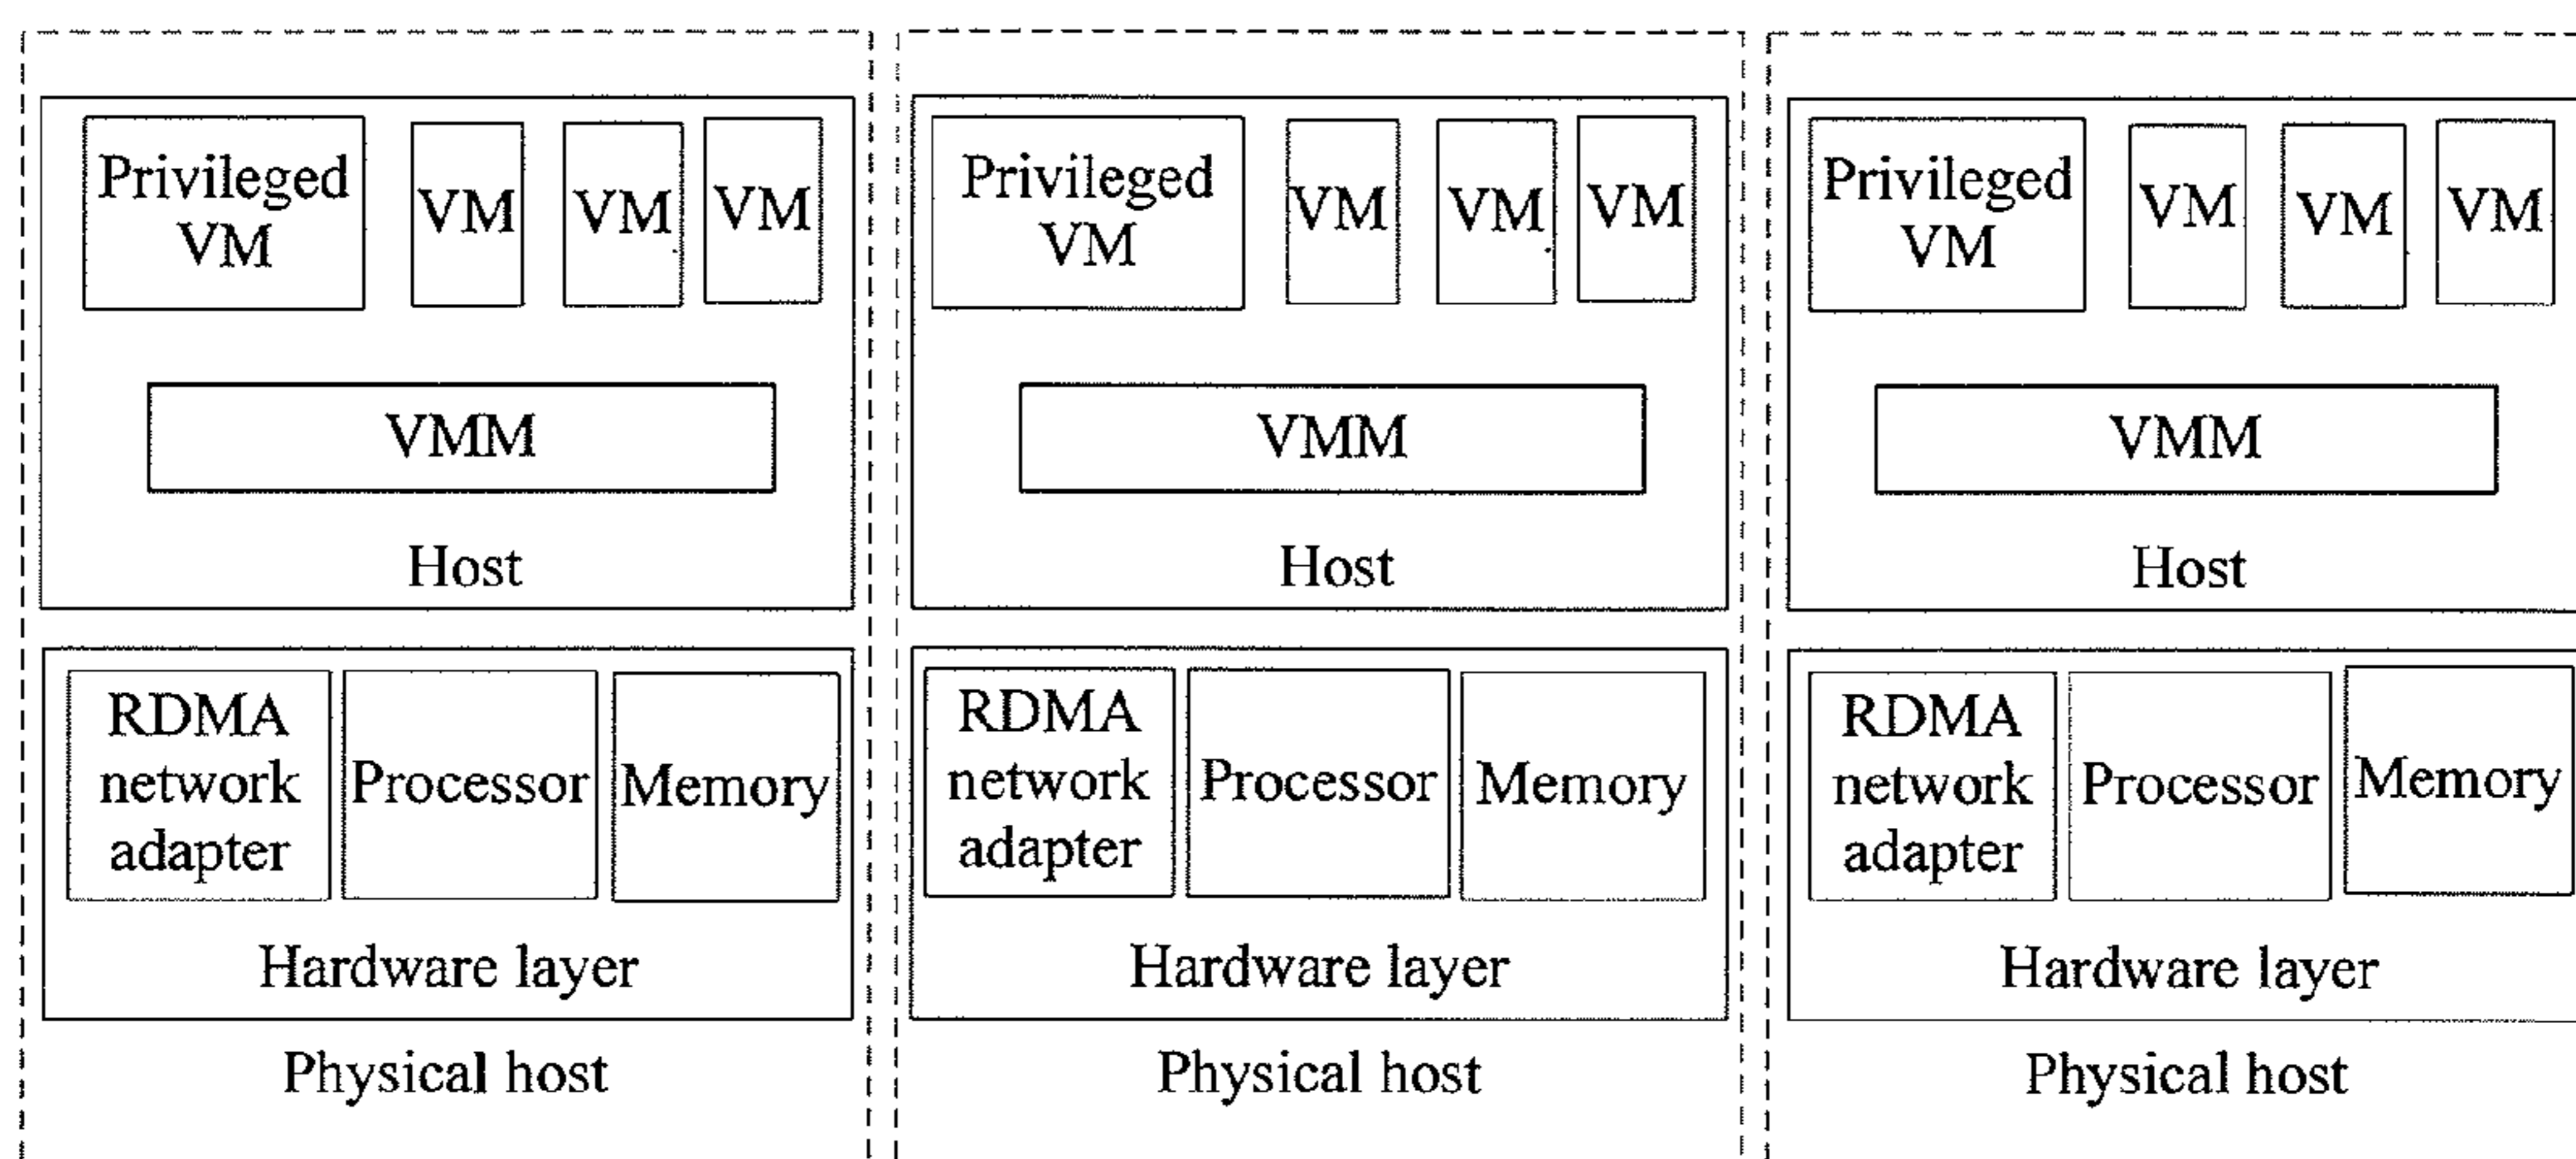 Privileged
VM
VM
VM
VM
VMM
Host
RDMA
network
adapter
Processor
Memory
Hardware layer
Physical host
Privileged
VM
VM
VM
VM
VMM
Host
RDMA
network
adapter
Processor
Memory
Hardware layer
Physical host
Privileged
VM
VM
VM
VM
VMM
Host
RDMA
network
adapter
Processor
Memory
Hardware layer
Physical host